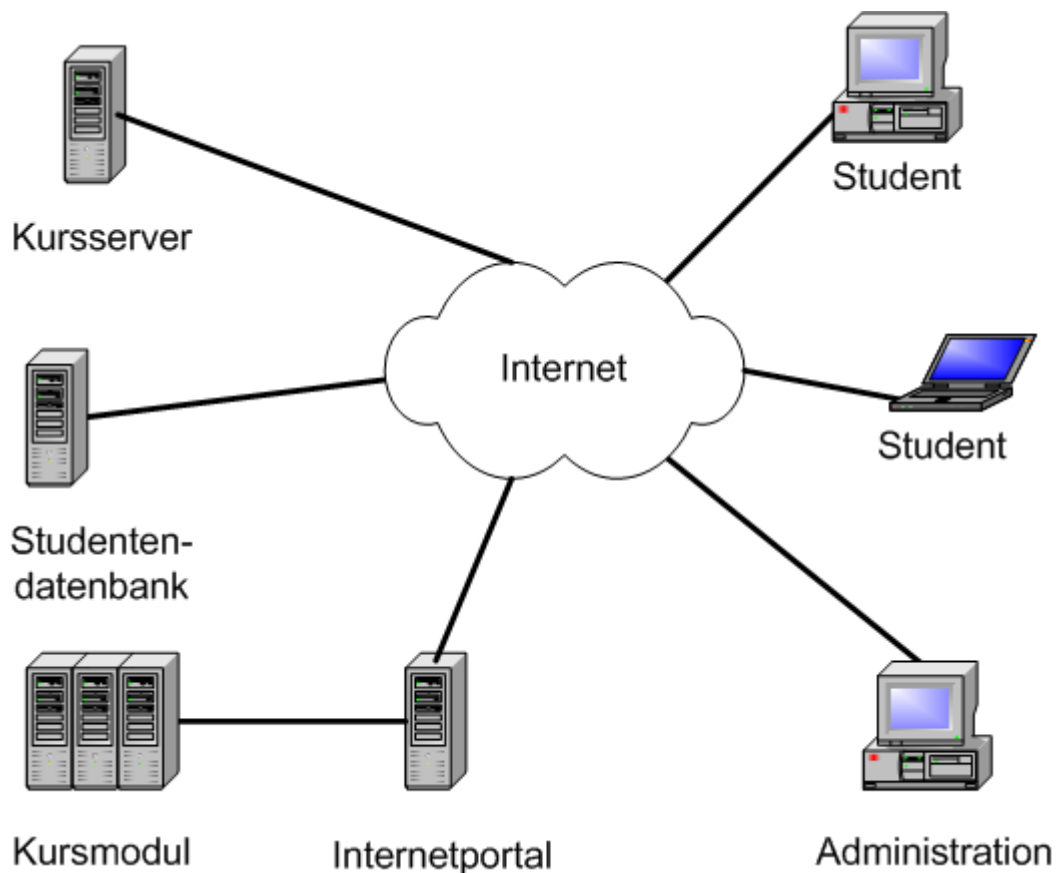 Student
Kursserver
Internet
Student
Studenten-
datenbank
Kursmodul
Internetportal
Administration